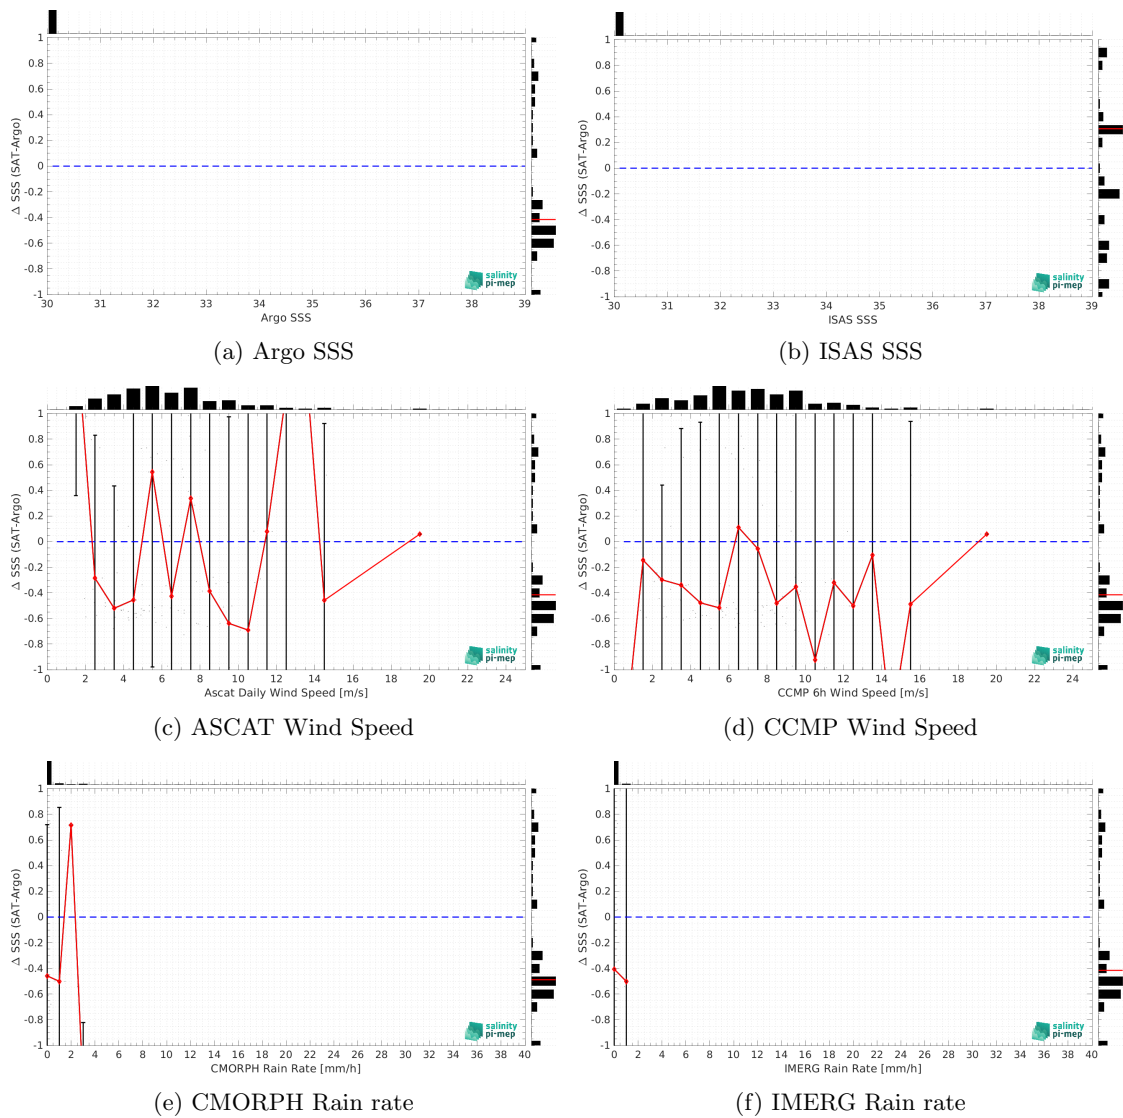 1
0.8
0.6
0.4
0.2
0
-0.2
-0.4
-0.6
-0.8
-1
Δ SSS (SAT-Argo)
30 31 32 33 34 35 36 37 38 39
Argo SSS
salinity
pi-mep
(a) Argo SSS
1
0.8
0.6
0.4
0.2
0
-0.2
-0.4
-0.6
-0.8
-1
Δ SSS (SAT-Argo)
30 31 32 33 34 35 36 37 38 39
ISAS SSS
salinity
pi-mep
(b) ISAS SSS
1
0.8
0.6
0.4
0.2
0
-0.2
-0.4
-0.6
-0.8
-1
Δ SSS (SAT-Argo)
0 2 4 6 8 10 12 14 16 18 20 22 24
Ascat Daily Wind Speed [m/s]
salinity
pi-mep
(c) ASCAT Wind Speed
1
0.8
0.6
0.4
0.2
0
-0.2
-0.4
-0.6
-0.8
-1
Δ SSS (SAT-Argo)
0 2 4 6 8 10 12 14 16 18 20 22 24
CCMP 6h Wind Speed [m/s]
salinity
pi-mep
(d) CCMP Wind Speed
1
0.8
0.6
0.4
0.2
0
-0.2
-0.4
-0.6
-0.8
-1
Δ SSS (SAT-Argo)
0 2 4 6 8 10 12 14 16 18 20 22 24 26 28 30 32 34 36 38 40
CMORPH Rain Rate [mm/h]
salinity
pi-mep
(e) CMORPH Rain rate
1
0.8
0.6
0.4
0.2
0
-0.2
-0.4
-0.6
-0.8
-1
Δ SSS (SAT-Argo)
0 2 4 6 8 10 12 14 16 18 20 22 24 26 28 30 32 34 36 38 40
IMERG Rain Rate [mm/h]
salinity
pi-mep
(f) IMERG Rain rate